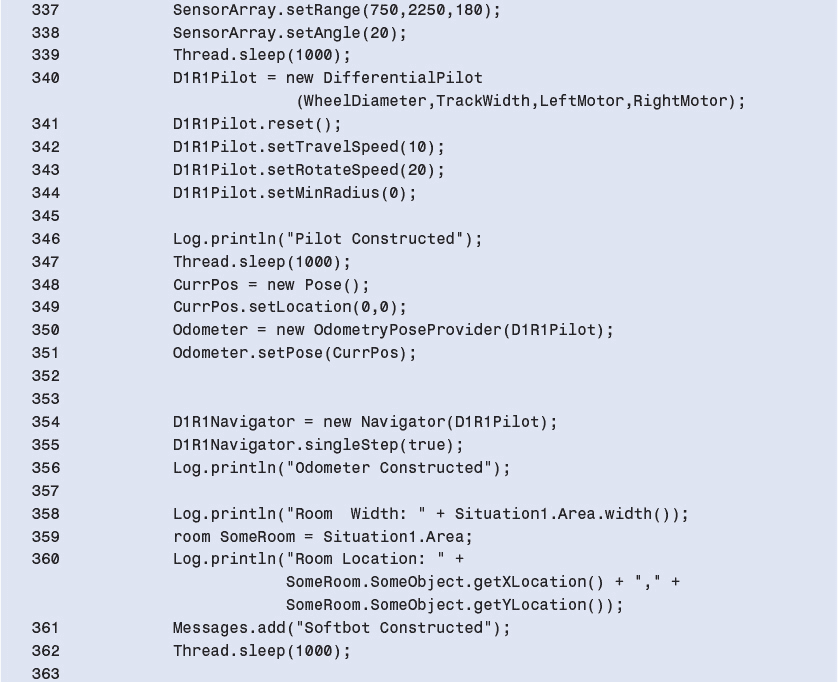 337 SensorArray.setRange(750,2250,180);
338 SensorArray.setAngle(20);
339 Thread.sleep(1000);
340 D1R1Pilot = new DifferentialPilot
(WheelDiameter,TrackWidth,LeftMotor,RightMotor);
341 D1R1Pilot.reset();
342 D1R1Pilot.setTravelSpeed(10);
343 D1R1Pilot.setRotateSpeed(20);
344 D1R1Pilot.setMinRadius(0);
345
346 Log.println("Pilot Constructed");
347 Thread.sleep(1000);
348 CurrPos = new Pose();
349 CurrPos.setLocation(0,0);
350 Odometer = new OdometryPoseProvider(D1R1Pilot);
351 Odometer.setPose(CurrPos);
352
353
354 D1R1Navigator = new Navigator(D1R1Pilot);
355 D1R1Navigator.singleStep(true);
356 Log.println("Odometer Constructed");
357
358 Log.println("Room  Width: " + Situation1.Area.width());
359 room SomeRoom = Situation1.Area;
360 Log.println("Room Location: " +
SomeRoom.SomeObject.getXLocation() + "," +
SomeRoom.SomeObject.getYLocation());
361 Messages.add("Softbot Constructed");
362 Thread.sleep(1000);
363